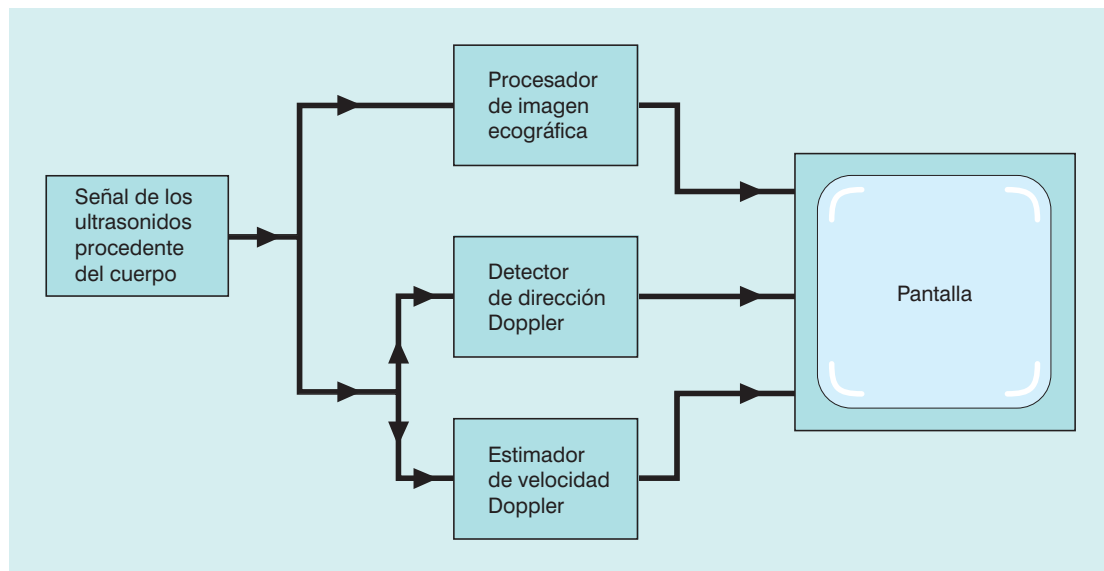 Procesador
de imagen
ecográfica
Señal de los
ultrasonidos
procedente
del cuerpo
Detector
de dirección
Doppler
Pantalla
Estimador
de velocidad
Doppler